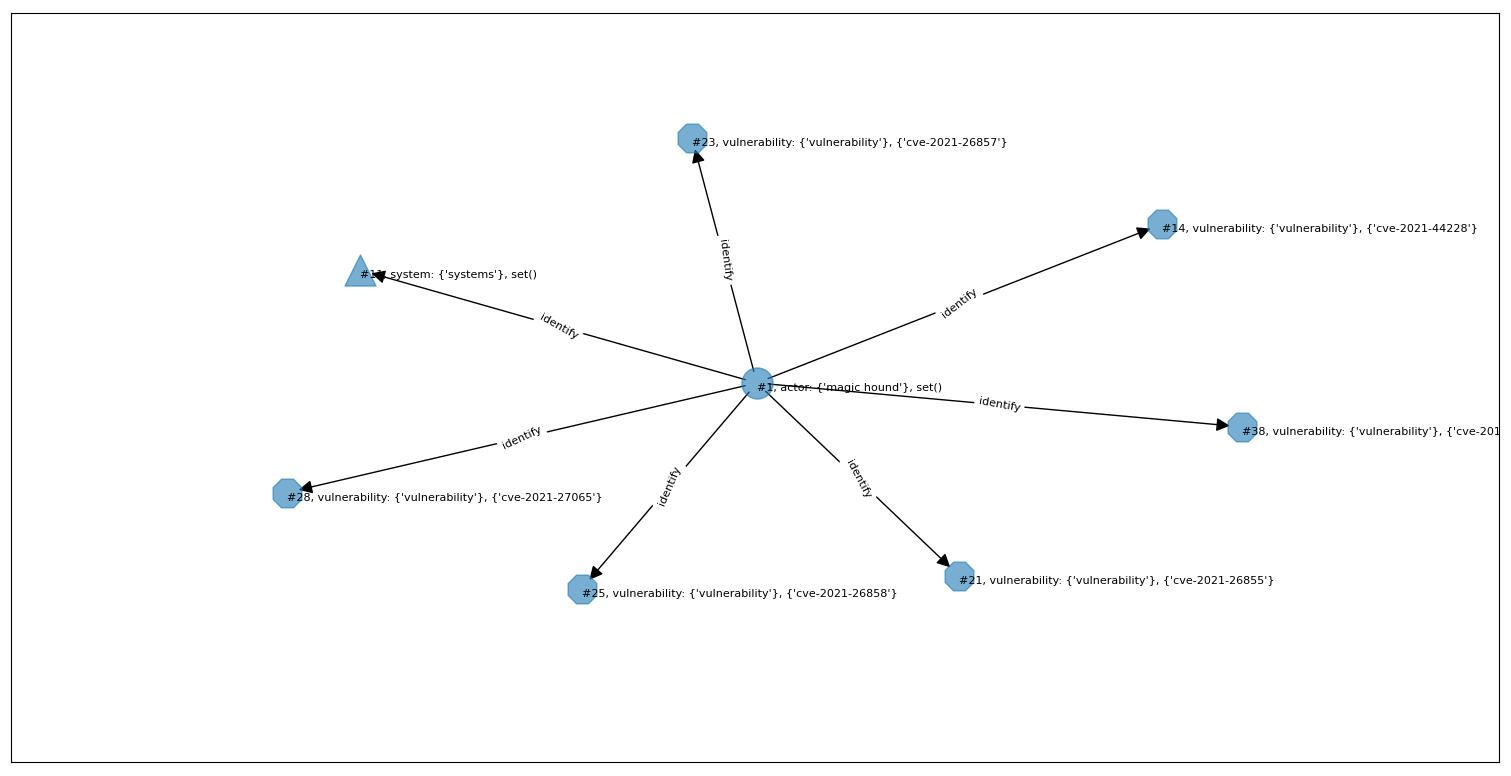 #23, vulnerability: {'vulnerability'}, {'cve-2021-26857'}
#14, vulnerability: {'vulnerability'}, {'cve-2021-44228'}
identify
system: {'systems'}, set()
identify
identify
#1, actor: {'magic hound'}, set()
identify
#38, vulnerability: {'vulnerability'}, {'cve-201
identify
identify
identify
#28, vulnerability: {'vulnerability'}, {'cve-2021-27065'}
#21, vulnerability: {'vulnerability'}, {'cve-2021-26855'}
#25, vulnerability: {'vulnerability'}, {'cve-2021-26858'}